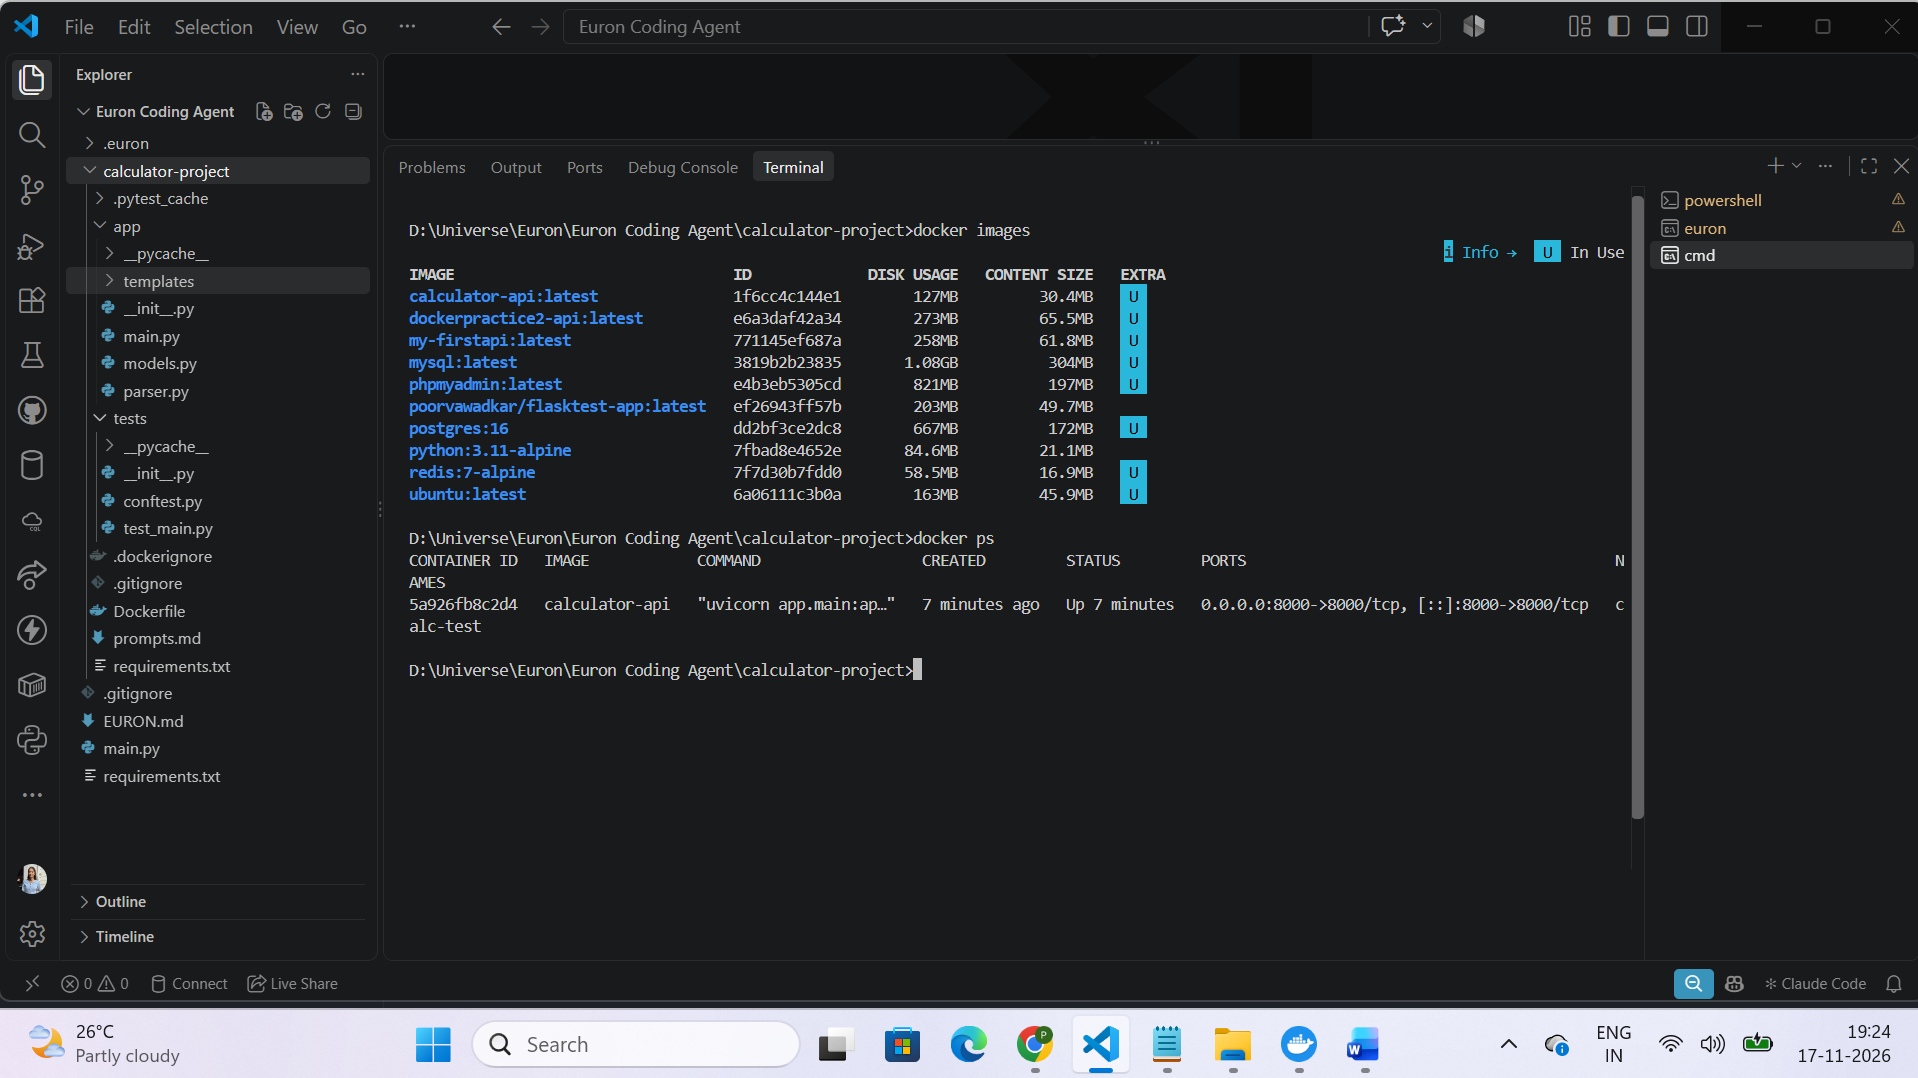 File Edit Selection View Go
Euron Coding Agent
Explorer
Euron Coding Agent
.euron
calculator-project
.pytest_cache
app
__pycache__
templates
__init__.py
main.py
models.py
parser.py
tests
__pycache__
__init__.py
conftest.py
test_main.py
.dockerignore
.gitignore
Dockerfile
prompts.md
requirements.txt
.gitignore
EURON.md
main.py
requirements.txt
Outline
Timeline
Problems Output Ports Debug Console Terminal
D:\Universe\Euron\Euron Coding Agent\calculator-project>docker images
i Info → U In Use
IMAGE ID DISK USAGE CONTENT SIZE EXTRA
calculator-api:latest 1f6cc4c144e1 127MB 30.4MB U
dockerpractice2-api:latest e6a3daf42a34 273MB 65.5MB U
my-firstapi:latest 771145ef687a 258MB 61.8MB U
mysql:latest 3819b2b23835 1.08GB 304MB U
phpmyadmin:latest e4b3eb5305cd 821MB 197MB U
poorvawadkar/flasktest-app:latest ef26943ff57b 203MB 49.7MB
postgres:16 dd2bf3ce2dc8 667MB 172MB U
python:3.11-alpine 7fbad8e4652e 84.6MB 21.1MB
redis:7-alpine 7f7d30b7fdd0 58.5MB 16.9MB U
ubuntu:latest 6a06111c3b0a 163MB 45.9MB U
D:\Universe\Euron\Euron Coding Agent\calculator-project>docker ps
CONTAINER ID IMAGE COMMAND CREATED STATUS PORTS N
AMES
5a926fb8c2d4 calculator-api "uvicorn app.main:ap…" 7 minutes ago Up 7 minutes 0.0.0.0:8000->8000/tcp, [::]:8000->8000/tcp c
alc-test
D:\Universe\Euron\Euron Coding Agent\calculator-project>
powershell
euron
cmd
0 0 Connect Live Share
Claude Code
26°C
Partly cloudy
Search
ENG
IN
19:24
17-11-2026